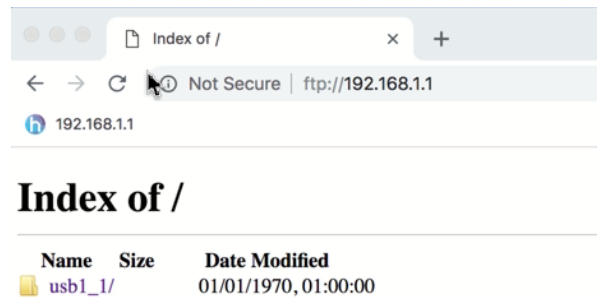 Index of /
Not Secure | ftp://192.168.1.1
192.168.1.1
Index of /
Name Size Date Modified
usb1_1/ 01/01/1970, 01:00:00